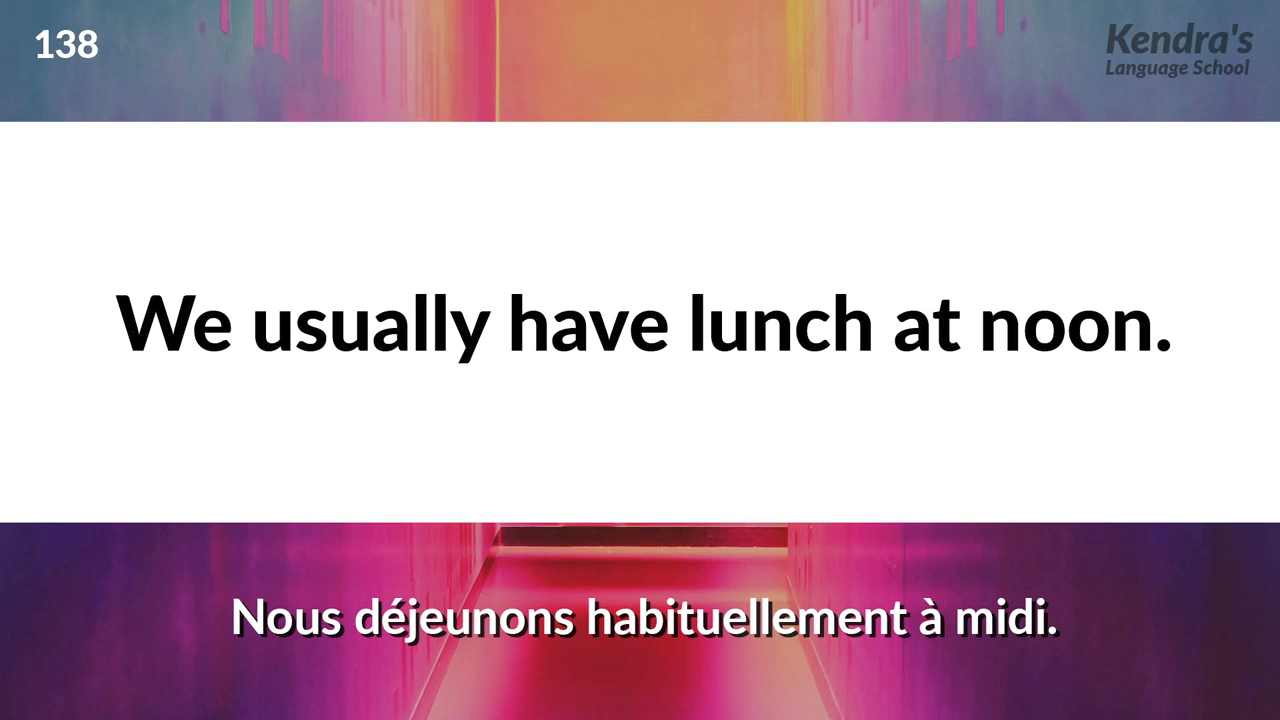 138
Kendra's
Language School
We usually have lunch at noon.
Nous déjeunons habituellement à midi.